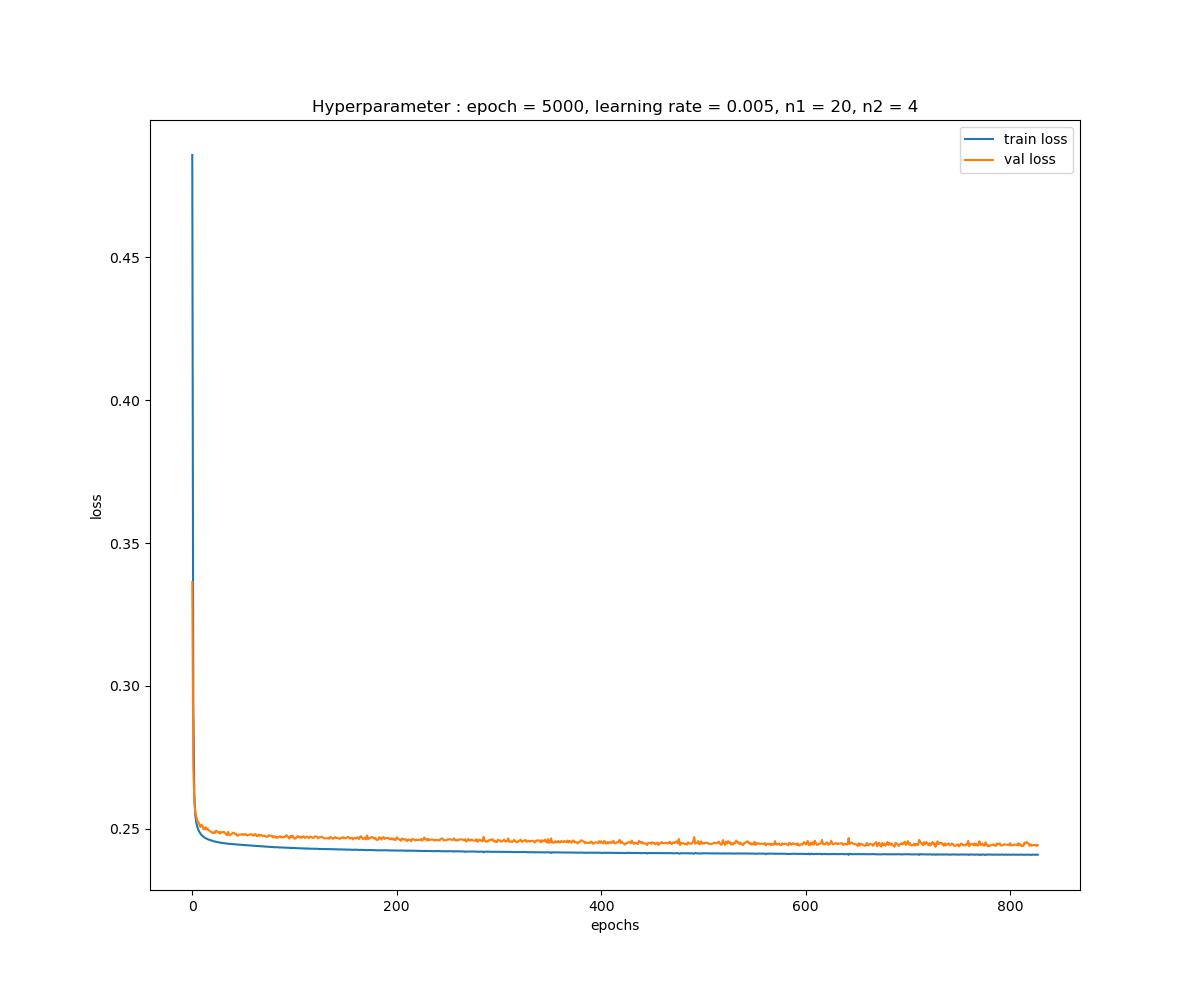 Hyperparameter : epoch = 5000, learning rate = 0.005, n1 = 20, n2 = 4
train loss
val loss
0.45
0.40
0.35
0.30
0.25
loss
0 200 400 600 800
epochs